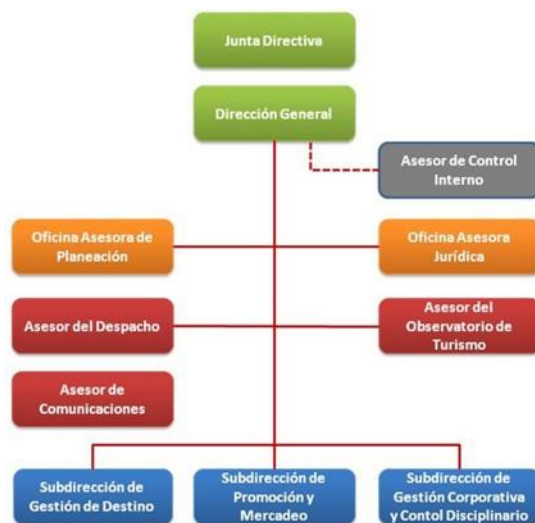 Junta Directiva
Dirección General
Asesor de Control
Interno
Oficina Asesora de
Planeación
Oficina Asesora
Jurídica
Asesor del Despacho
Asesor del
Observatorio de
Turismo
Asesor de
Comunicaciones
Subdirección de
Gestión de Destino
Subdirección de
Promoción y
Mercadeo
Subdirección de
Gestión Corporativa
y Contol Disciplinario